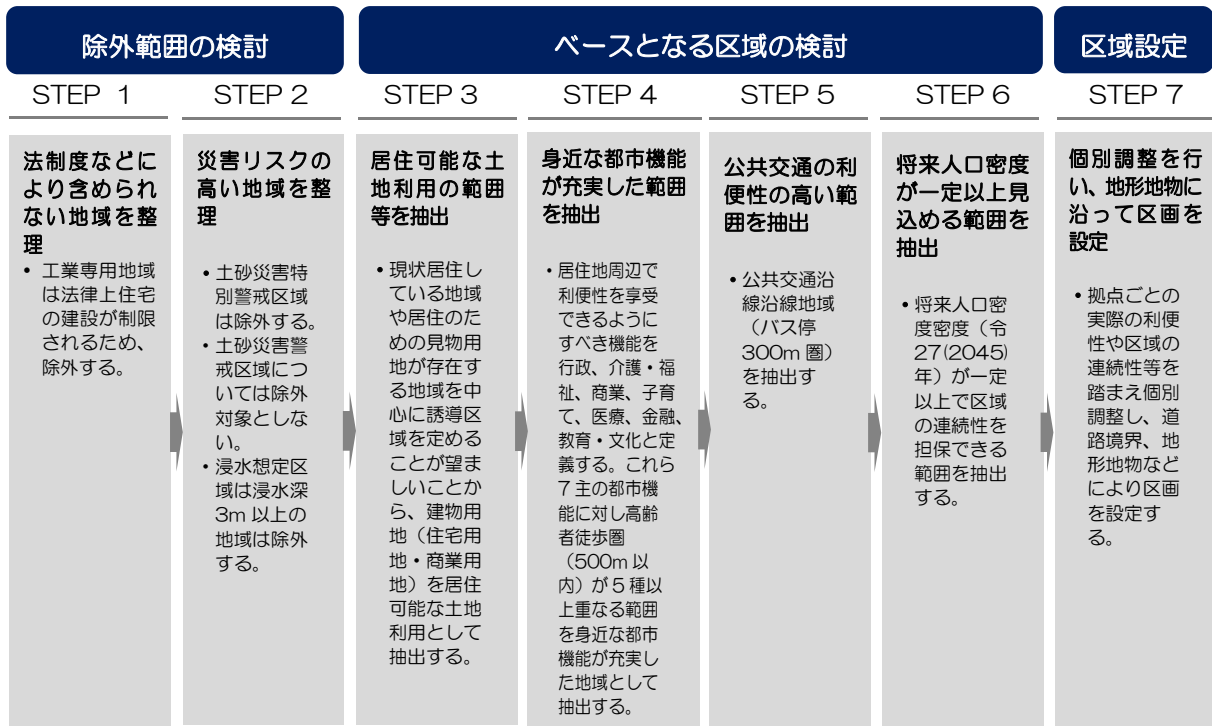 除外範囲の検討
ベースとなる区域の検討
区域設定
STEP 1
STEP 2
STEP 3
STEP 4
STEP 5
STEP 6
STEP 7
法制度などに
より含められ
ない地域を整
理
• 工業専用地域
は法律上住宅
の建設が制限
されるため、
除外する。
災害リスクの
高い地域を整
理
• 土砂災害特
別警戒区域
は除外する。
• 土砂災害警
戒区域につ
いては除外
対象としな
い。
• 浸水想定区
域は浸水深
3m 以上の
地域は除外
する。
居住可能な土
地利用の範囲
等を抽出
• 現状居住し
ている地域
や居住のた
めの見物用
地が存在す
る地域を中
心に誘導区
域を定める
ことが望ま
しいことか
ら、建物用
地（住宅用
地・商業用
地）を居住
可能な土地
利用として
抽出する。
身近な都市機能
が充実した範囲
を抽出
• 居住地周辺で
利便性を享受
できるように
すべき機能を
行政、介護・福
祉、商業、子育
て、医療、金融、
教育・文化と定
義する。これら
7 主の都市機
能に対し高齢
者徒歩圏
（500m 以
内）が 5 種以
上重なる範囲
を身近な都市
機能が充実し
た地域として
抽出する。
公共交通の利
便性の高い範
囲を抽出
• 公共交通沿
線沿線地域
（バス停
300m 圏）
を抽出す
る。
将来人口密度
が一定以上見
込める範囲を
抽出
• 将来人口密
度密度（令
27(2045)
年）が一定
以上で区域
の連続性を
担保できる
範囲を抽出
する。
個別調整を行
い、地形地物に
沿って区画を
設定
• 拠点ごとの
実際の利便
性や区域の
連続性等を
踏まえ個別
調整し、道
路境界、地
形地物など
により区画
を設定す
る。